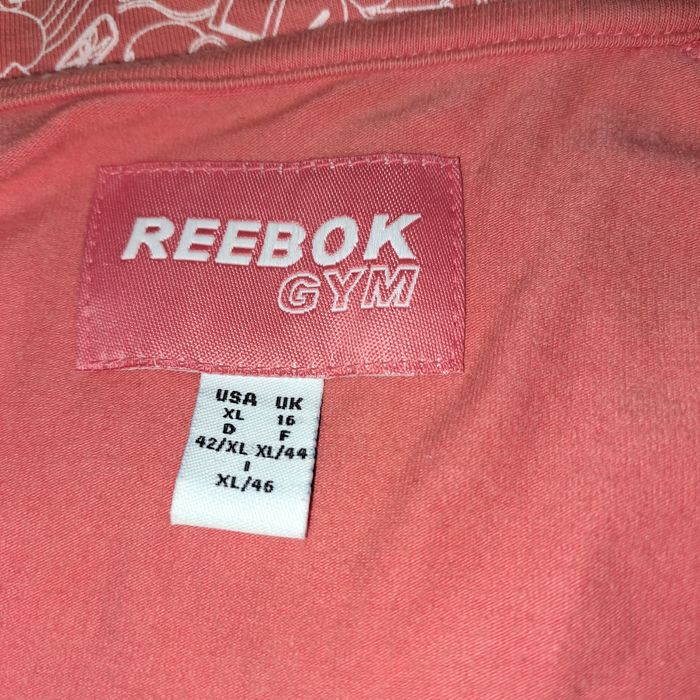 REEBOK
GYM
USA UK
XL 16
D F
42/XL XL/44
I
XL/46